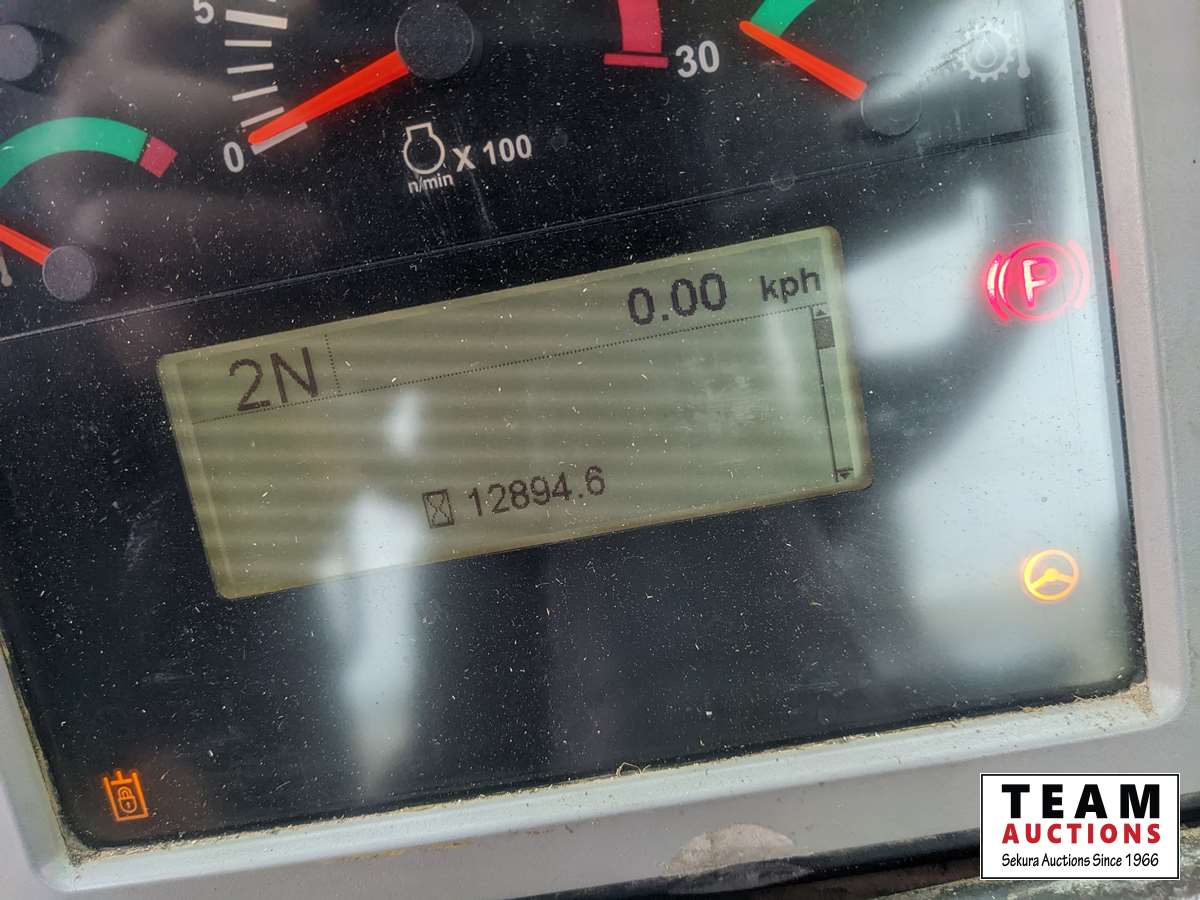 5
0
30
X 100
n/min
P
0.00 kph
2N
12894.6
TEAM
AUCTIONS
Sekura Auctions Since 1966